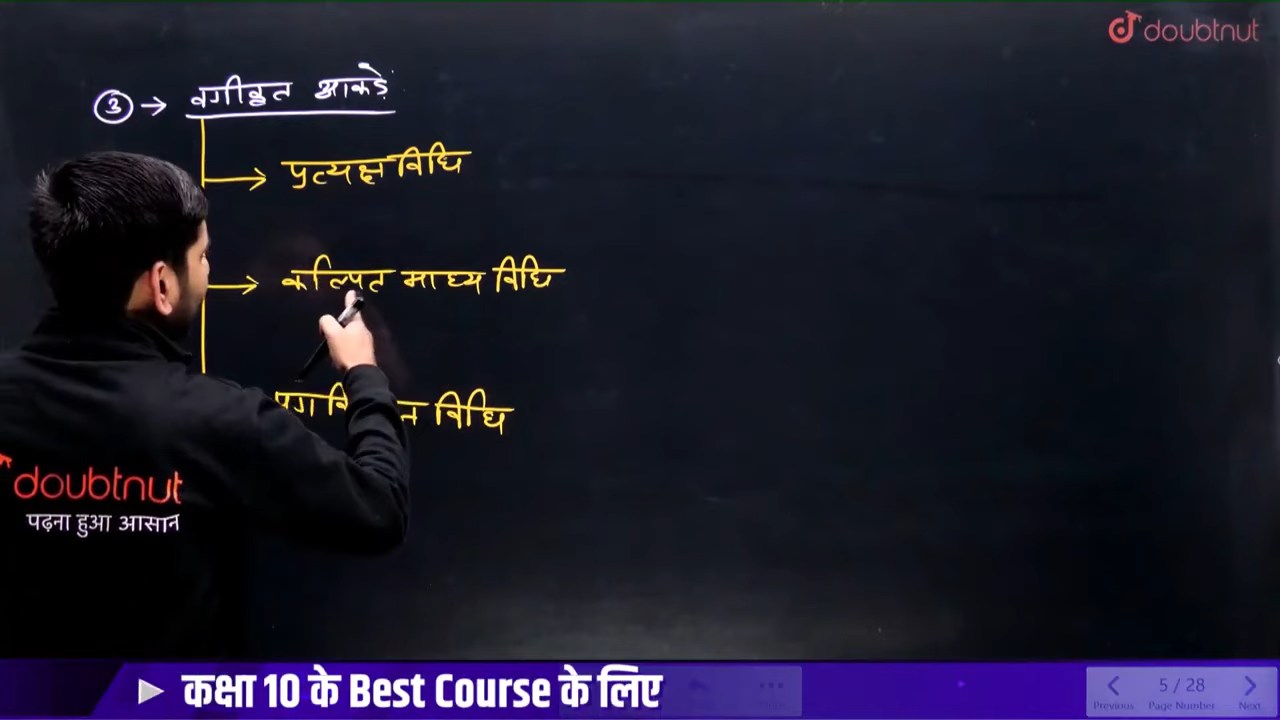 doubtnut
3 → वर्गीकृत आकड़े
→ प्रत्यक्ष विधि
→ कल्पित माध्य विधि
विधि
doubtnut
पढ़ना हुआ आसान
कक्षा 10 के Best Course के लिए
5 / 28
Previous Page Number Next